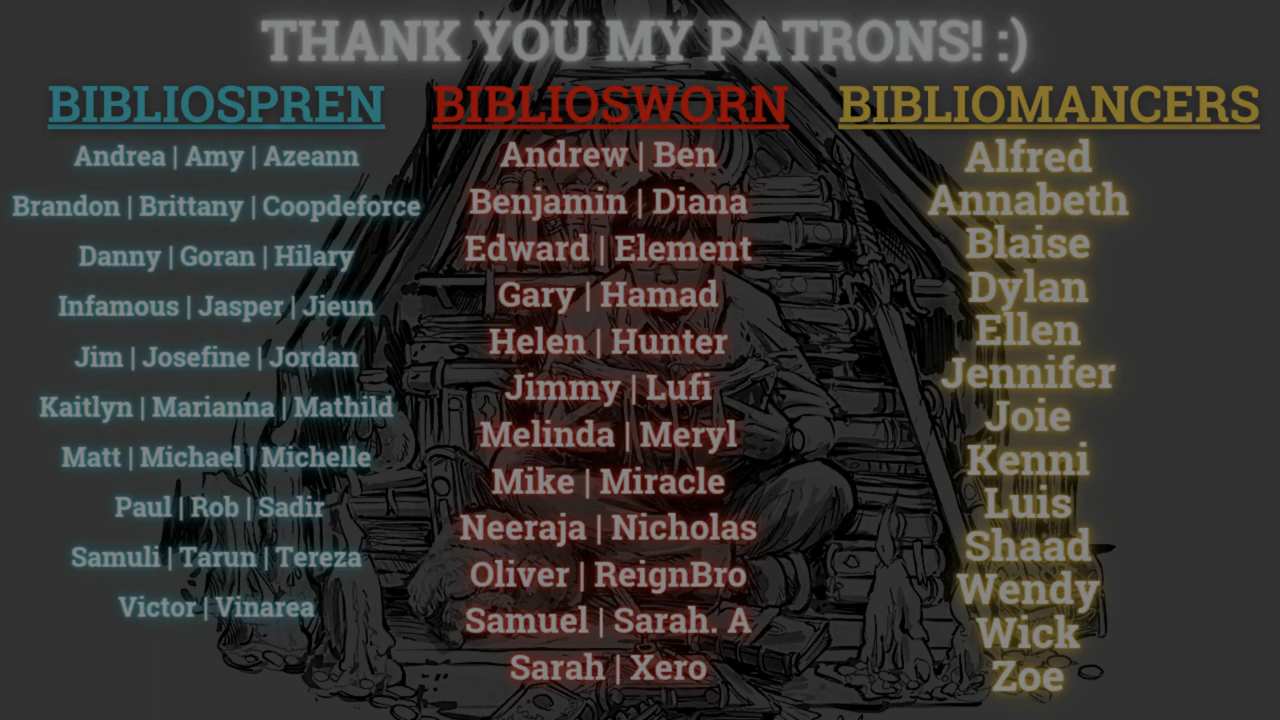 THANK YOU MY PATRONS! :)
BIBLIOSPREN
Andrea | Amy | Azeann
Brandon | Brittany | Coopdeforce
Danny | Goran | Hilary
Infamous | Jasper | Jieun
Jim | Josefine | Jordan
Kaitlyn | Marianna | Mathild
Matt | Michael | Michelle
Paul | Rob | Sadir
Samuli | Tarun | Tereza
Victor | Vinarea
BIBLIOSWORN
Andrew | Ben
Benjamin | Diana
Edward | Element
Gary | Hamad
Helen | Hunter
Jimmy | Lufi
Melinda | Meryl
Mike | Miracle
Neeraja | Nicholas
Oliver | ReignBro
Samuel | Sarah. A
Sarah | Xero
BIBLIOMANCERS
Alfred
Annabeth
Blaise
Dylan
Ellen
Jennifer
Joie
Kenni
Luis
Shaad
Wendy
Wick
Zoe